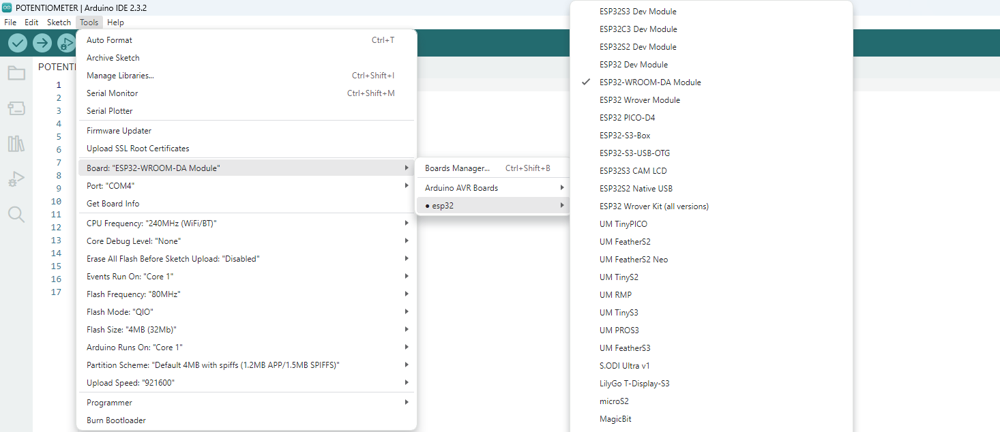 POTENTIOMETER | Arduino IDE 2.3.2
File Edit Sketch Tools Help
POTENTI
1
2
3
4
5
6
7
8
9
10
11
12
13
14
15
16
17
Auto Format Ctrl+T
Archive Sketch
Manage Libraries... Ctrl+Shift+I
Serial Monitor Ctrl+Shift+M
Serial Plotter
Firmware Updater
Upload SSL Root Certificates
Board: "ESP32-WROOM-DA Module"
Port: "COM4"
Get Board Info
CPU Frequency: "240MHz (WiFi/BT)"
Core Debug Level: "None"
Erase All Flash Before Sketch Upload: "Disabled"
Events Run On: "Core 1"
Flash Frequency: "80MHz"
Flash Mode: "QIO"
Flash Size: "4MB (32Mb)"
Arduino Runs On: "Core 1"
Partition Scheme: "Default 4MB with spiffs (1.2MB APP/1.5MB SPIFFS)"
Upload Speed: "921600"
Programmer
Burn Bootloader
Boards Manager... Ctrl+Shift+B
Arduino AVR Boards
● esp32
ESP32S3 Dev Module
ESP32C3 Dev Module
ESP32S2 Dev Module
ESP32 Dev Module
ESP32-WROOM-DA Module
ESP32 Wrover Module
ESP32 PICO-D4
ESP32-S3-Box
ESP32-S3-USB-OTG
ESP32S3 CAM LCD
ESP32S2 Native USB
ESP32 Wrover Kit (all versions)
UM TinyPICO
UM FeatherS2
UM FeatherS2 Neo
UM TinyS2
UM RMP
UM TinyS3
UM PROS3
UM FeatherS3
S.ODI Ultra v1
LilyGo T-Display-S3
microS2
MagicBit